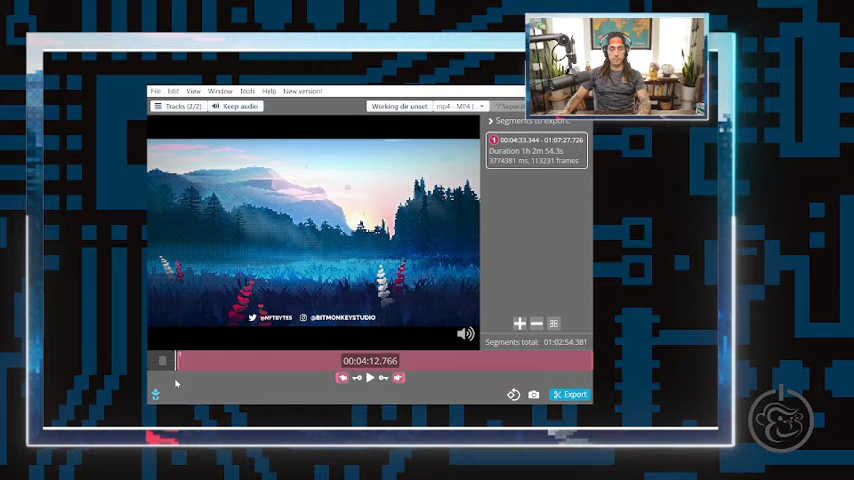 File Edit View Window Tools Help New version!
Tracks (2/2) Keep audio Working dir unset mp4 - MP4 ( "Separat
Segments to export:
1 00:04:33.344 - 01:07:27.726
Duration 1h 2m 54.3s
3774381 ms, 113231 frames
@NFTBYTES @BITMONKEYSTUDIO
Segments total: 01:02:54.381
1
00:04:12.766
Export